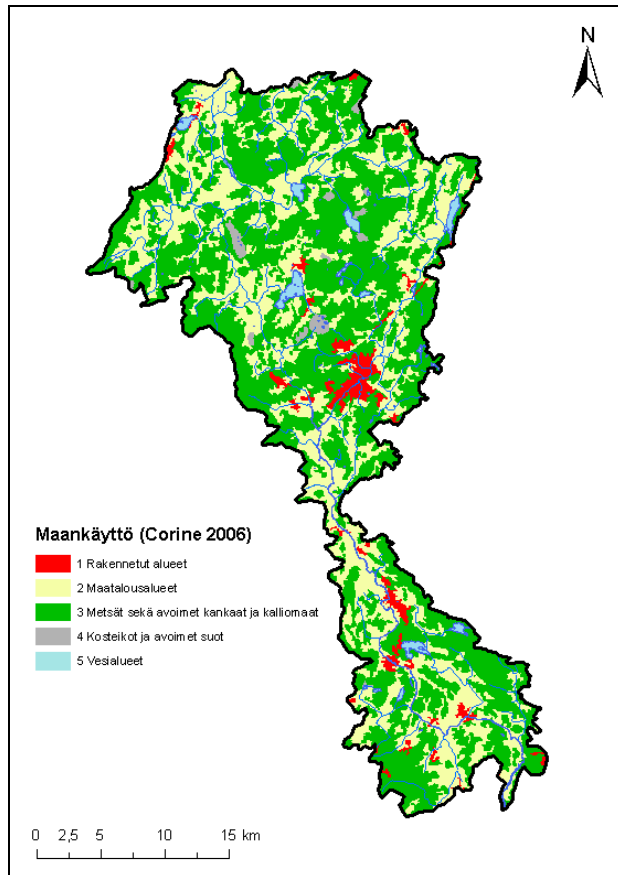 N
Maankäyttö (Corine 2006)
1 Rakennetut alueet
2 Maatalousalueet
3 Metsät sekä avoimet kankaat ja kalliomaat
4 Kosteikot ja avoimet suot
5 Vesialueet
0 2,5 5 10 15 km